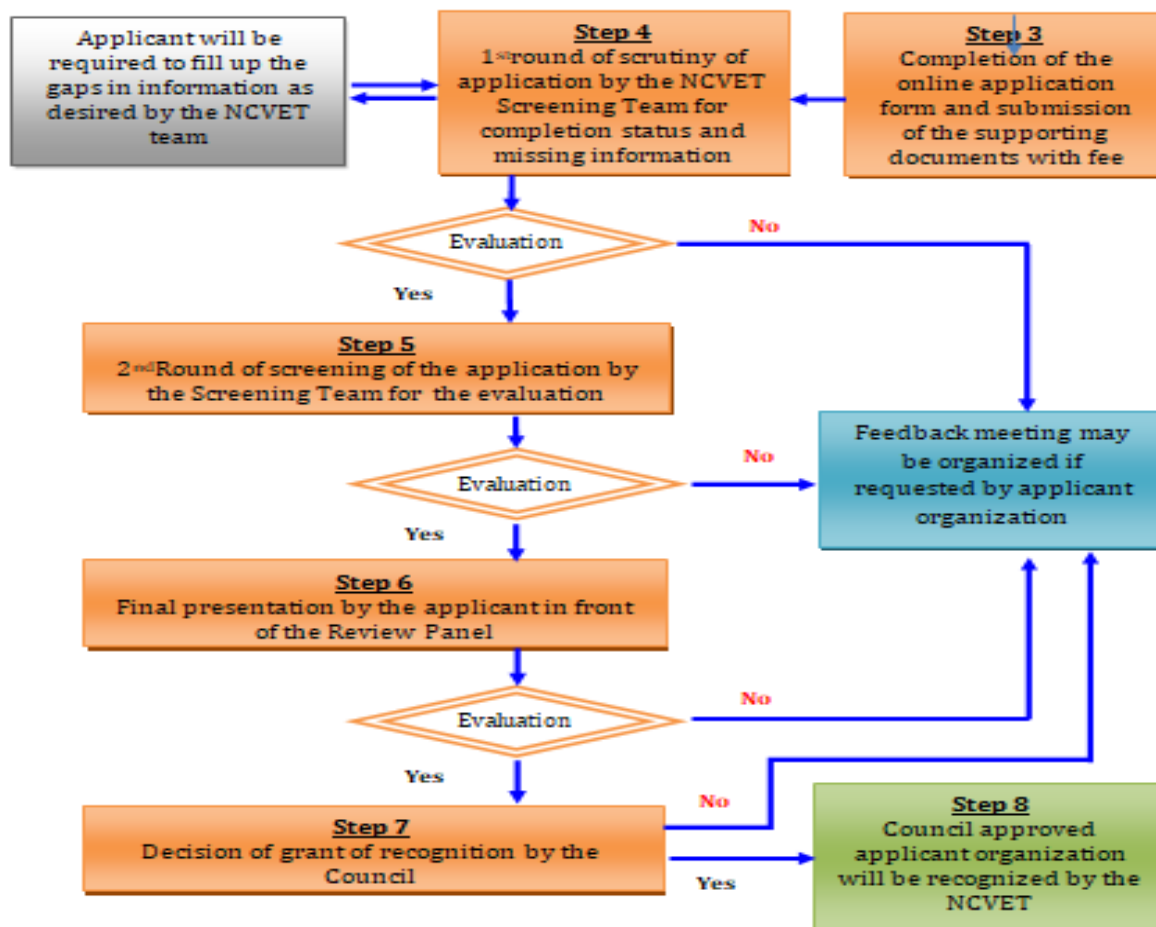 Applicant will be
required to fill up the
gaps in information as
desired by the NCVET
team
Step 4
1stround of scrutiny of
application by the NCVET
Screening Team for
completion status and
missing information
Step 3
Completion of the
online application
form and submission
of the supporting
documents with fee
Evaluation
No
Yes
Step 5
2ndRound of screening of the application by
the Screening Team for the evaluation
Evaluation
No
Feedback meeting may
be organized if
requested by applicant
organization
Yes
Step 6
Final presentation by the applicant in front
of the Review Panel
Evaluation
No
Yes
Step 7
Decision of grant of recognition by the
Council
No
Yes
Step 8
Council approved
applicant organization
will be recognized by the
NCVET